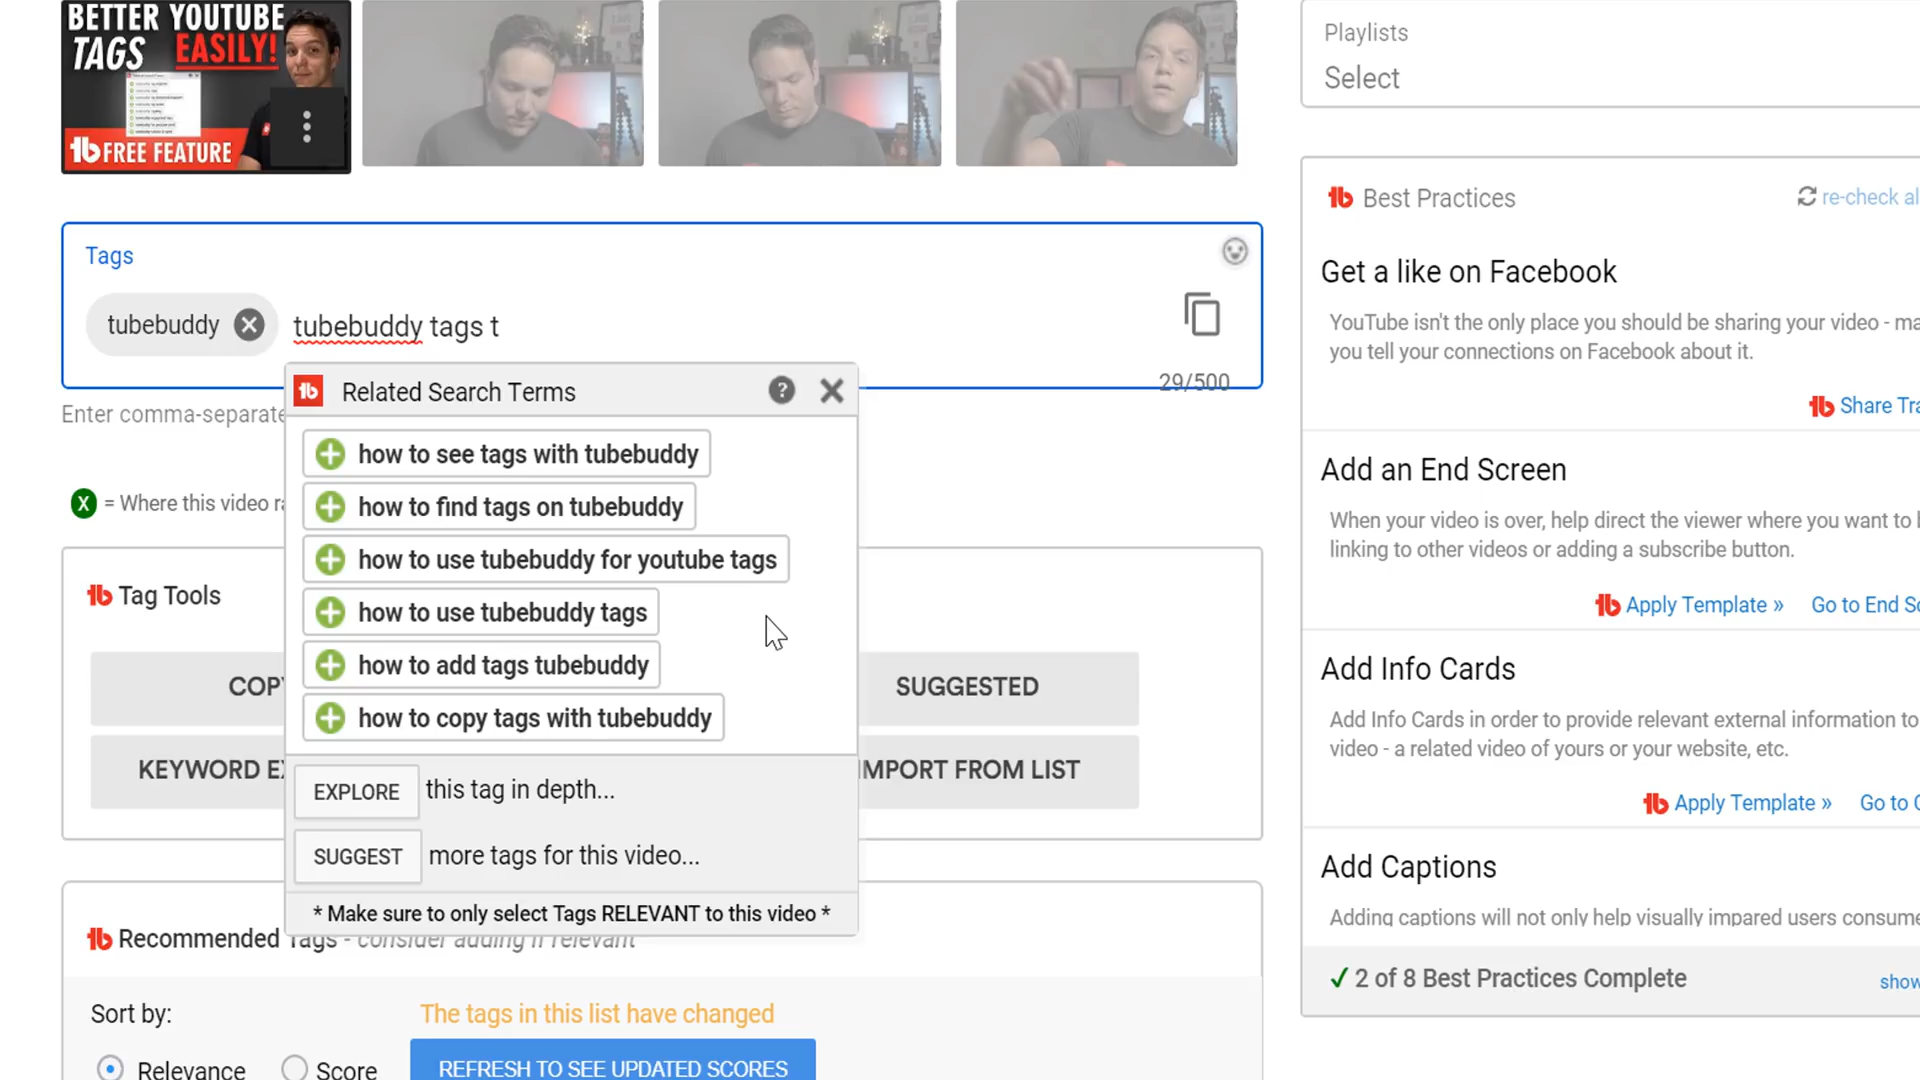 BETTER YOUTUBE
TAGS EASILY!
FREE FEATURE
Tags
tubebuddy
tubebuddy tags t
29/500
Enter comma-separate
X = Where this video ra
Related Search Terms
how to see tags with tubebuddy
how to find tags on tubebuddy
how to use tubebuddy for youtube tags
how to use tubebuddy tags
how to add tags tubebuddy
how to copy tags with tubebuddy
EXPLORE this tag in depth...
SUGGEST more tags for this video...
* Make sure to only select Tags RELEVANT to this video *
Tag Tools
COPY
SUGGESTED
KEYWORD EX
IMPORT FROM LIST
Recommended Tags - consider adding if relevant
Sort by:
The tags in this list have changed
Relevance
Score
REFRESH TO SEE UPDATED SCORES
Playlists
Select
Best Practices
re-check al
Get a like on Facebook
YouTube isn't the only place you should be sharing your video - ma
you tell your connections on Facebook about it.
Share Tra
Add an End Screen
When your video is over, help direct the viewer where you want to
linking to other videos or adding a subscribe button.
Apply Template »
Go to End Sc
Add Info Cards
Add Info Cards in order to provide relevant external information to
video - a related video of yours or your website, etc.
Apply Template »
Go to C
Add Captions
Adding captions will not only help visually impared users consume
2 of 8 Best Practices Complete
show